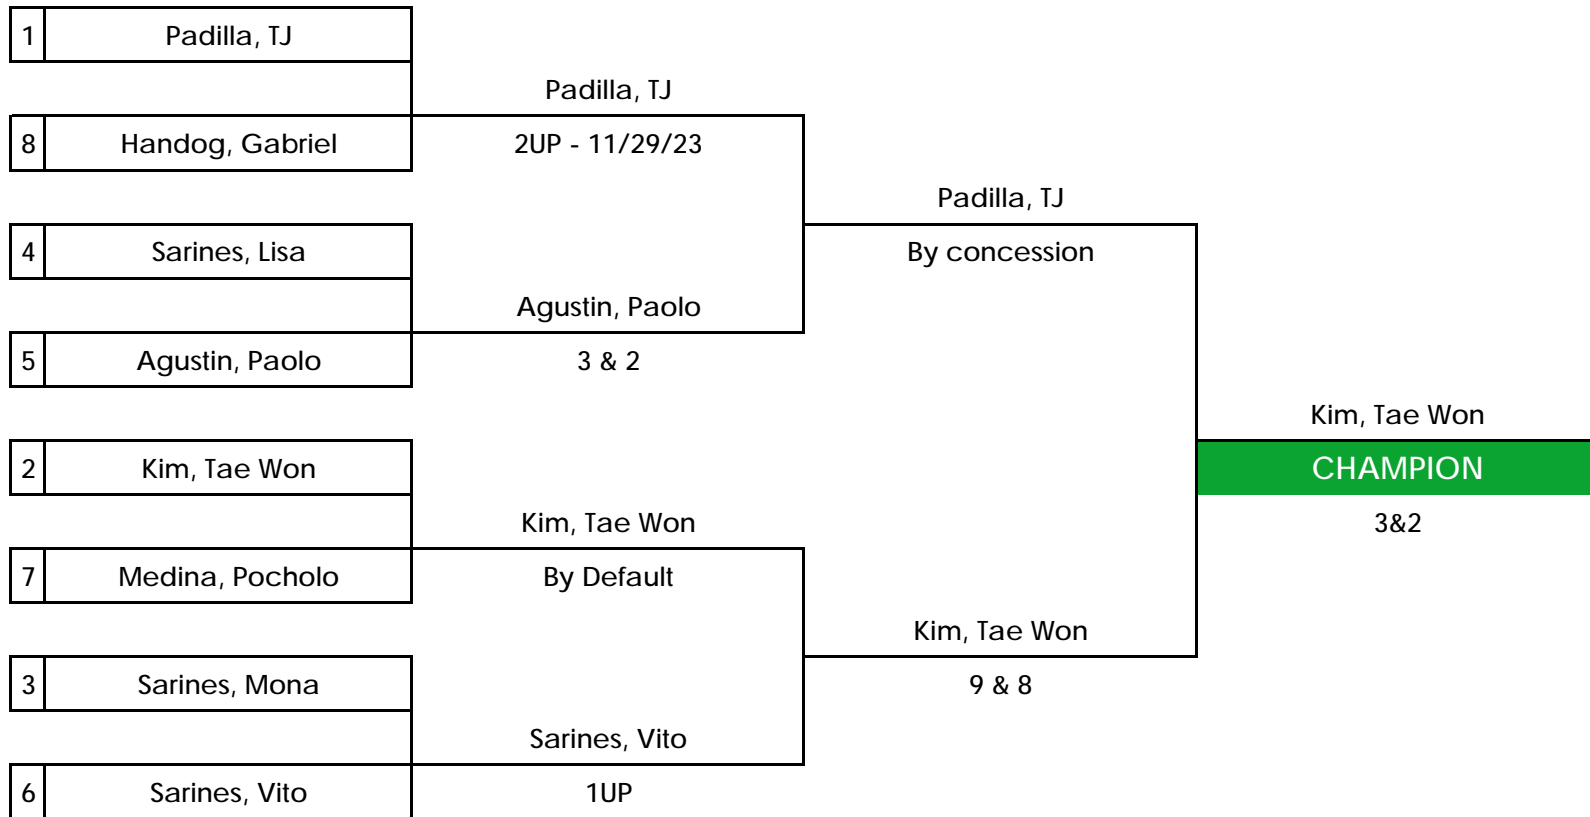 1 Padilla, TJ
Padilla, TJ
8 Handog, Gabriel 2UP - 11/29/23
Padilla, TJ
4 Sarines, Lisa By concession
Agustin, Paolo
5 Agustin, Paolo 3 & 2
Kim, Tae Won
2 Kim, Tae Won CHAMPION
Kim, Tae Won 3&2
7 Medina, Pocholo By Default
Kim, Tae Won
3 Sarines, Mona 9 & 8
Sarines, Vito
6 Sarines, Vito 1UP